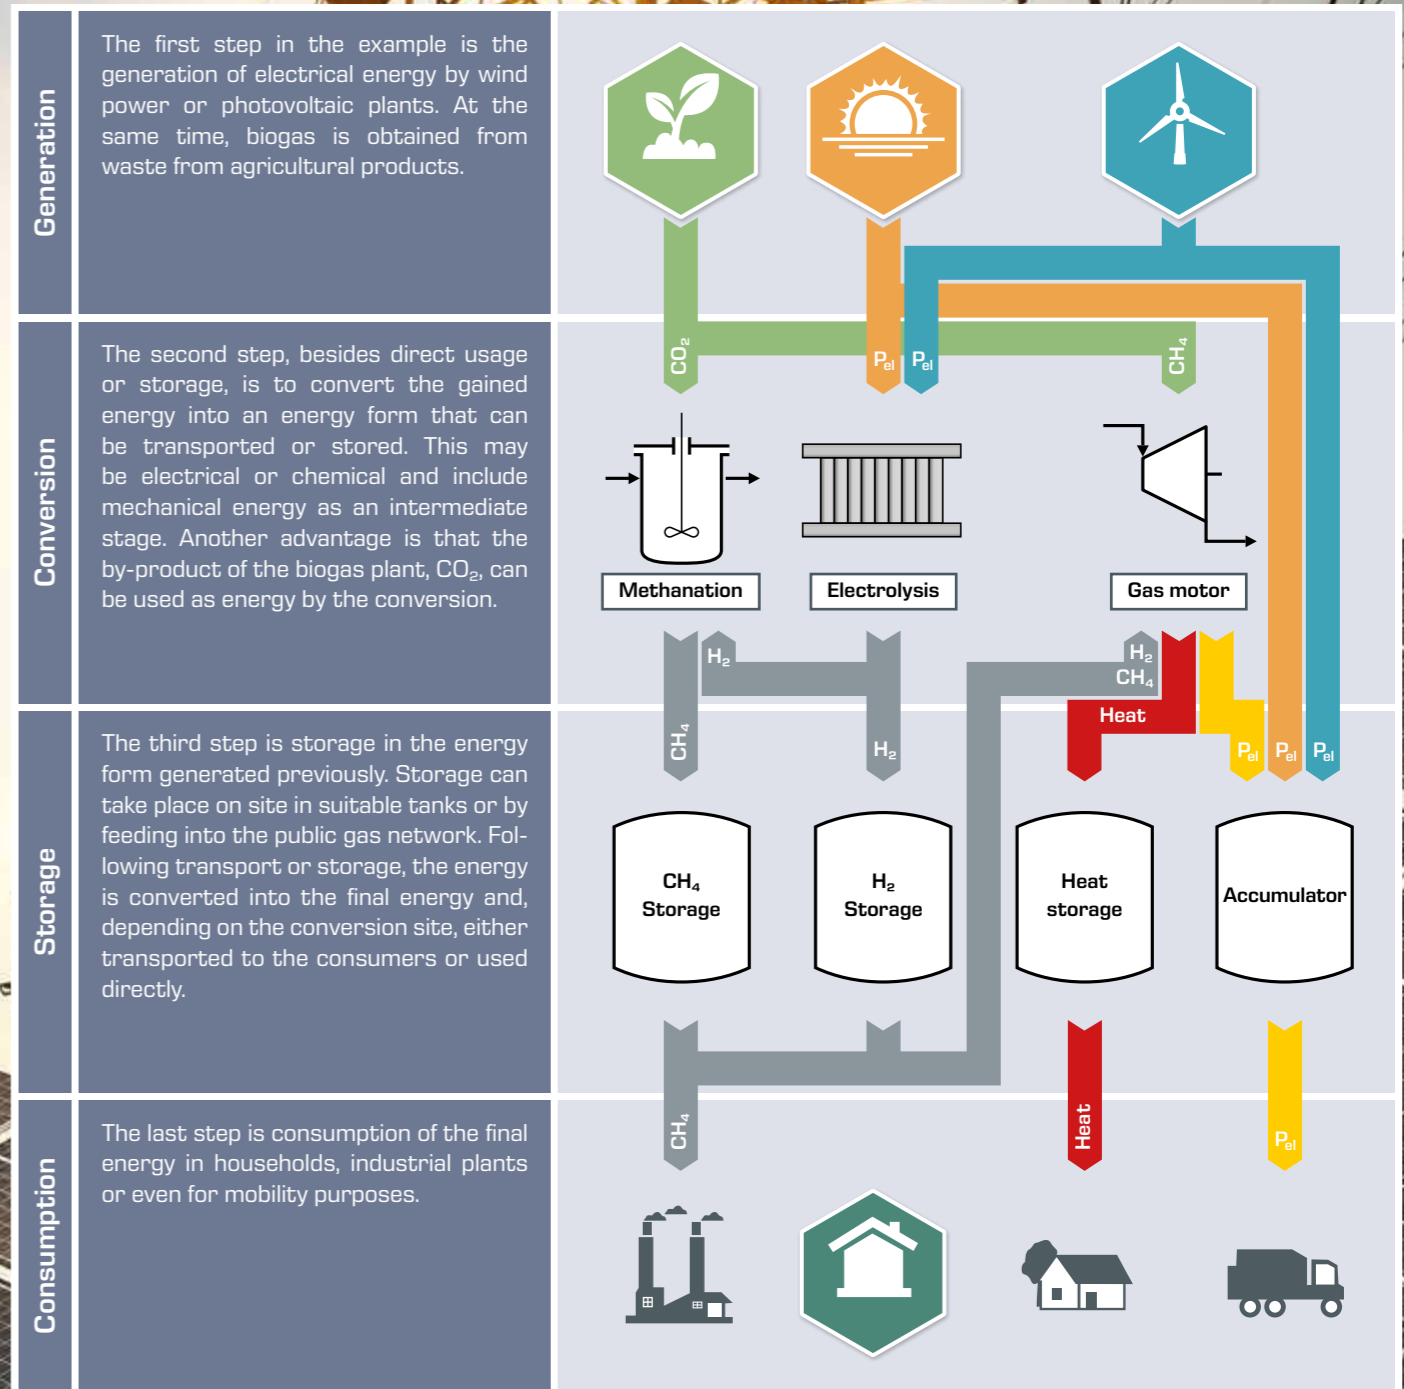 Generation
The first step in the example is the
generation of electrical energy by wind
power or photovoltaic plants. At the
same time, biogas is obtained from
waste from agricultural products.
Conversion
The second step, besides direct usage
or storage, is to convert the gained
energy into an energy form that can
be transported or stored. This may
be electrical or chemical and include
mechanical energy as an intermediate
stage. Another advantage is that the
by-product of the biogas plant, CO₂, can
be used as energy by the conversion.
CO₂
Pel
Pel
CH₄
Methanation
Electrolysis
Gas motor
H₂
H₂
CH₄
Storage
The third step is storage in the energy
form generated previously. Storage can
take place on site in suitable tanks or by
feeding into the public gas network. Fol-
lowing transport or storage, the energy
is converted into the final energy and,
depending on the conversion site, either
transported to the consumers or used
directly.
Heat
CH₄
H₂
Pel
Pel
Pel
CH₄
Storage
H₂
Storage
Heat
storage
Accumulator
Consumption
The last step is consumption of the final
energy in households, industrial plants
or even for mobility purposes.
CH₄
Heat
Pel